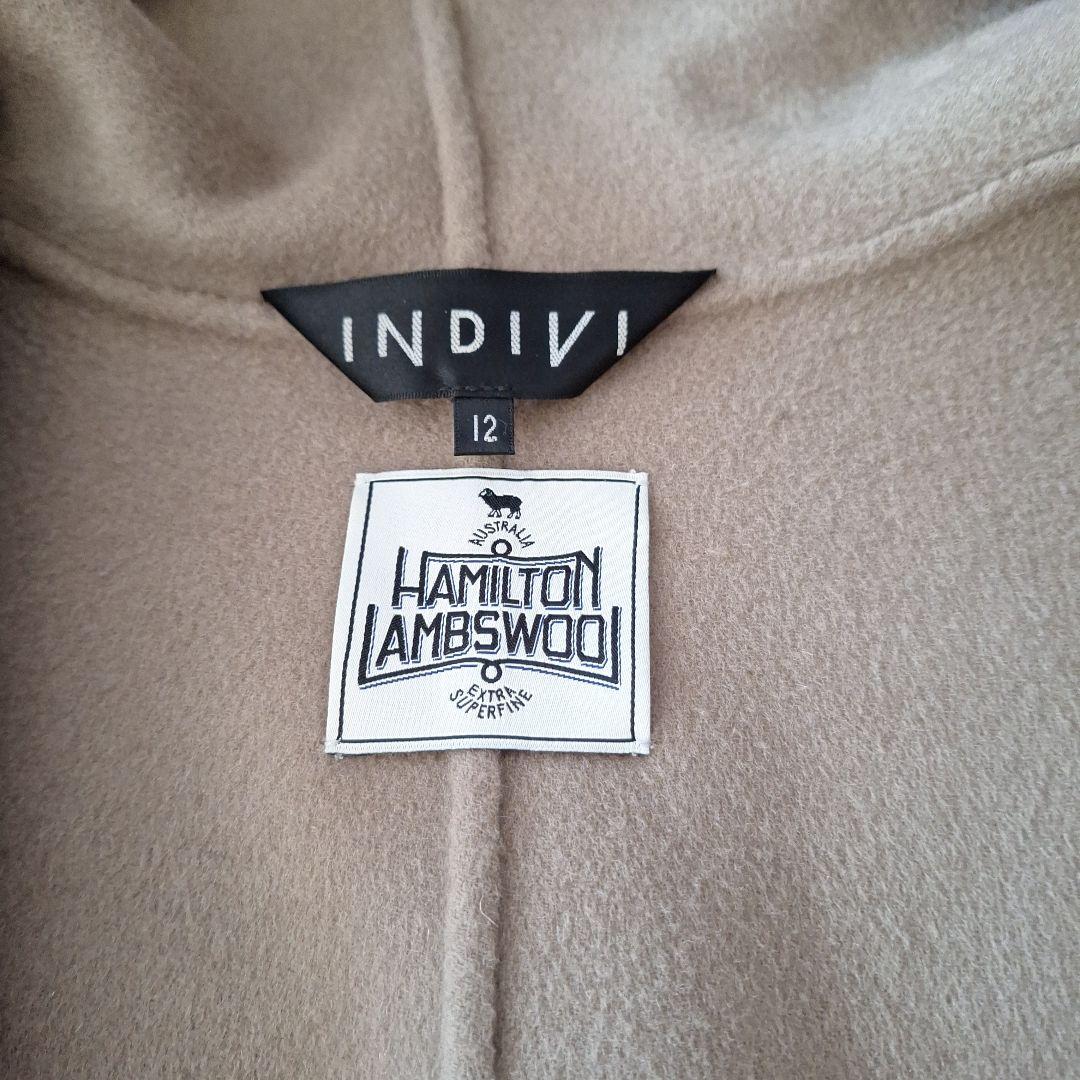 INDIVI
12
AUSTRALIA
HAMILTON
LAMBSWOOL
EXTRA
SUPERFINE